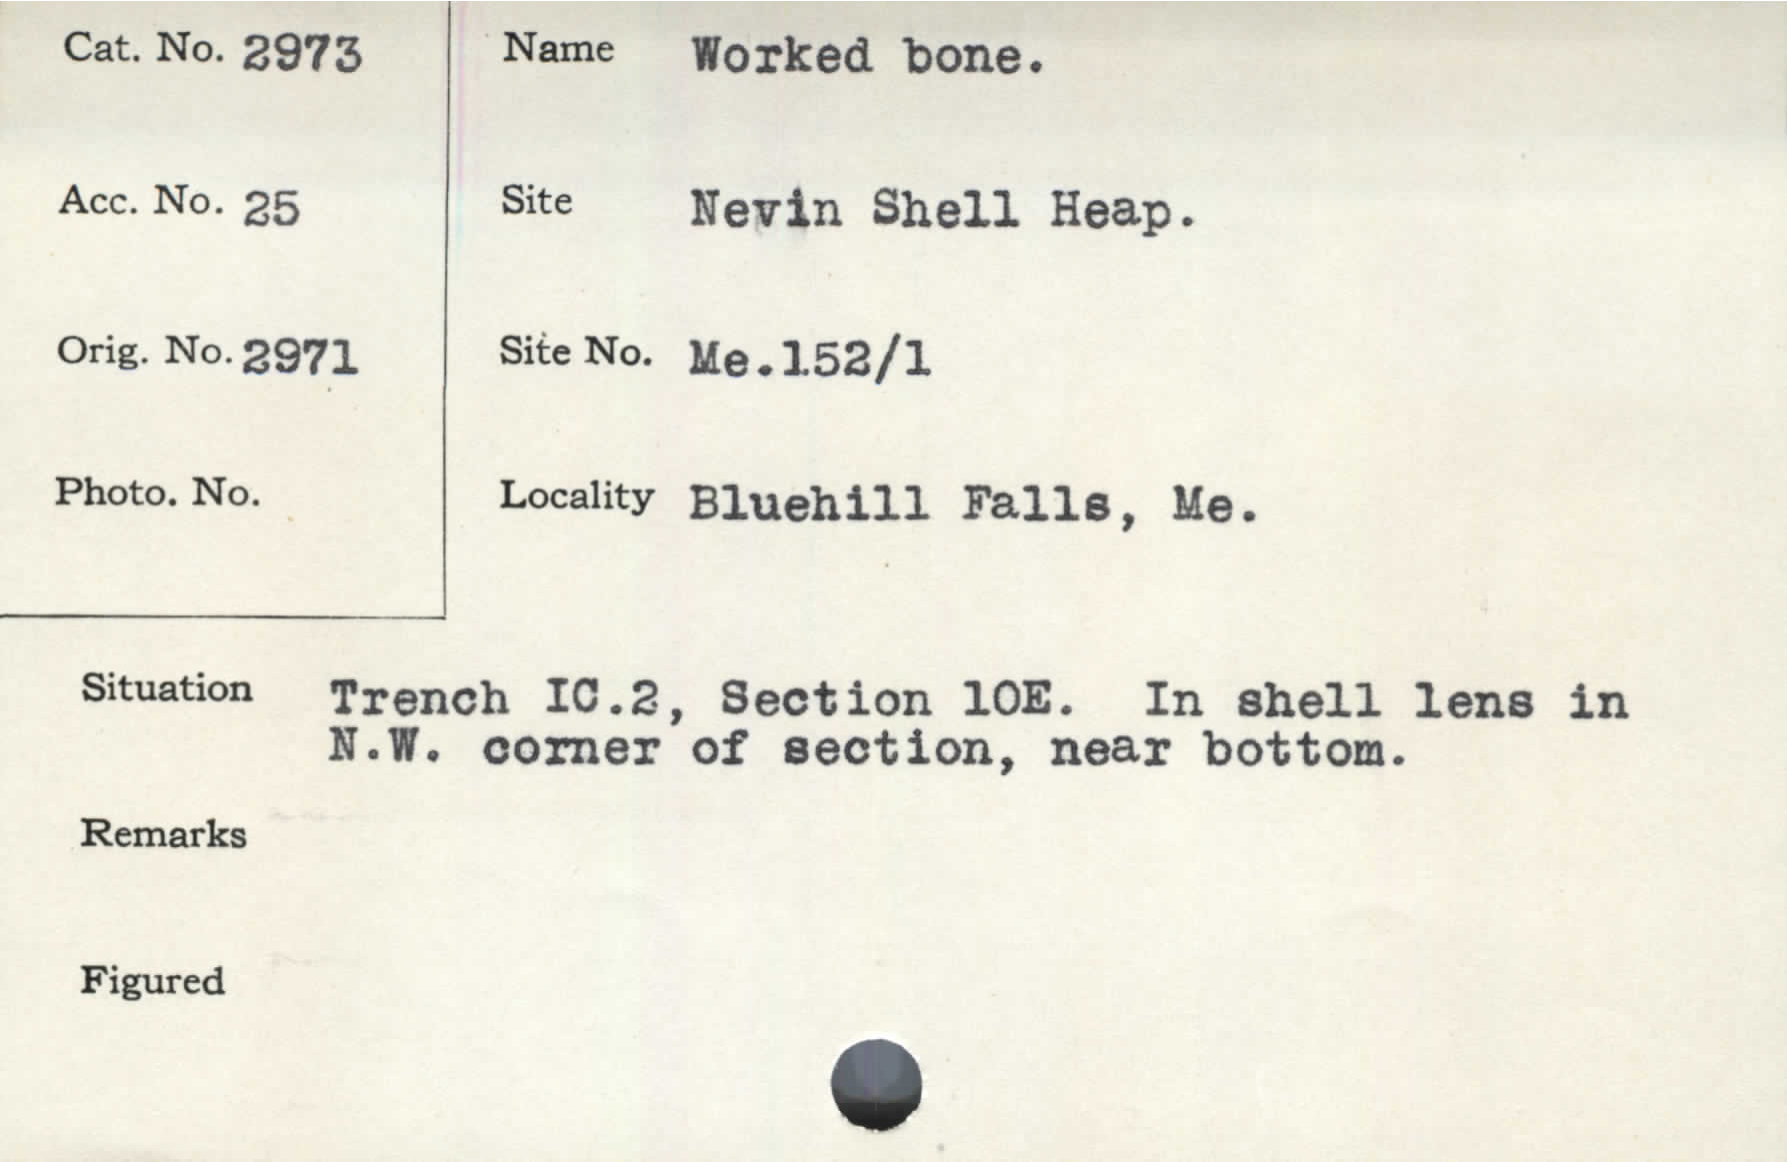 Cat. No. 2973
Name Worked bone.
Acc. No. 25
Site Nevin Shell Heap.
Orig. No. 2971
Site No. Me.152/1
Photo. No.
Locality Bluehill Falls, Me.
Situation Trench IC.2, Section 10E. In shell lens in
N.W. corner of section, near bottom.
Remarks
Figured